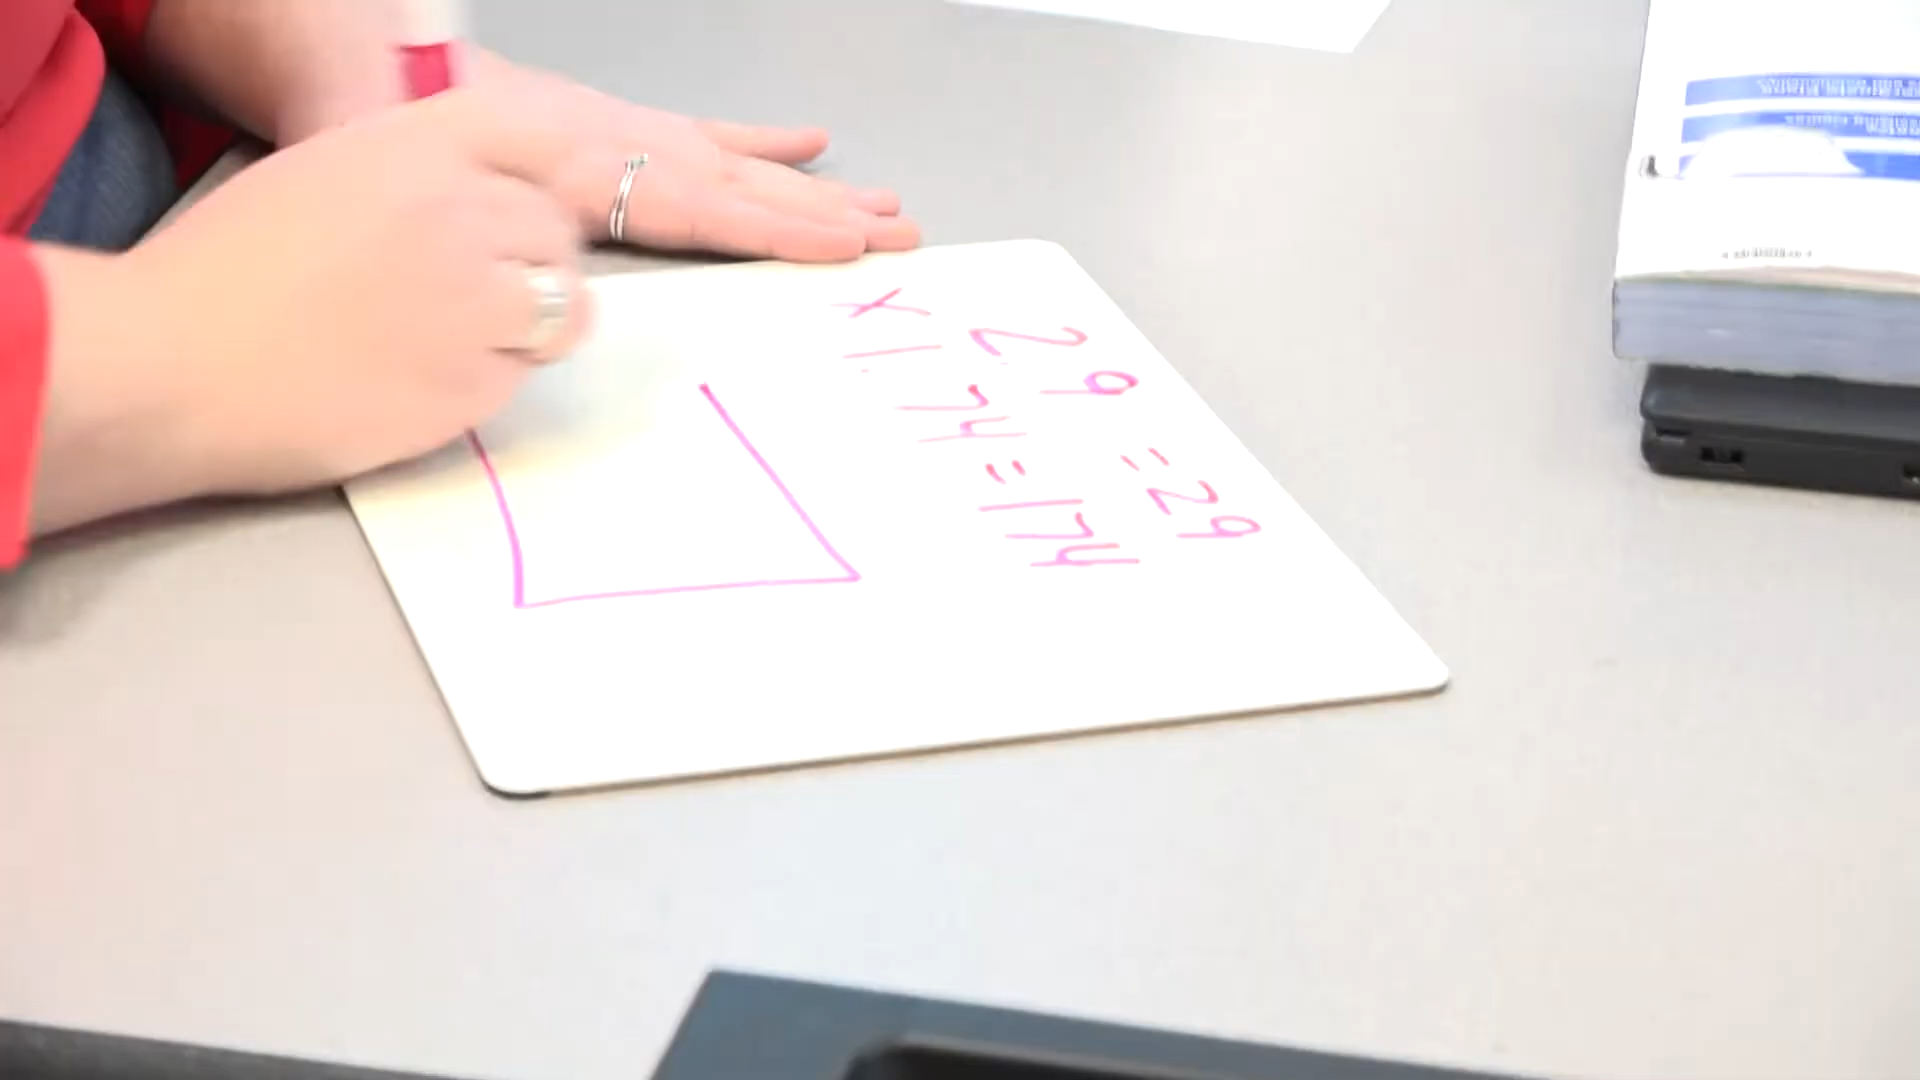 2.9 = 29
x 1.74 = 174